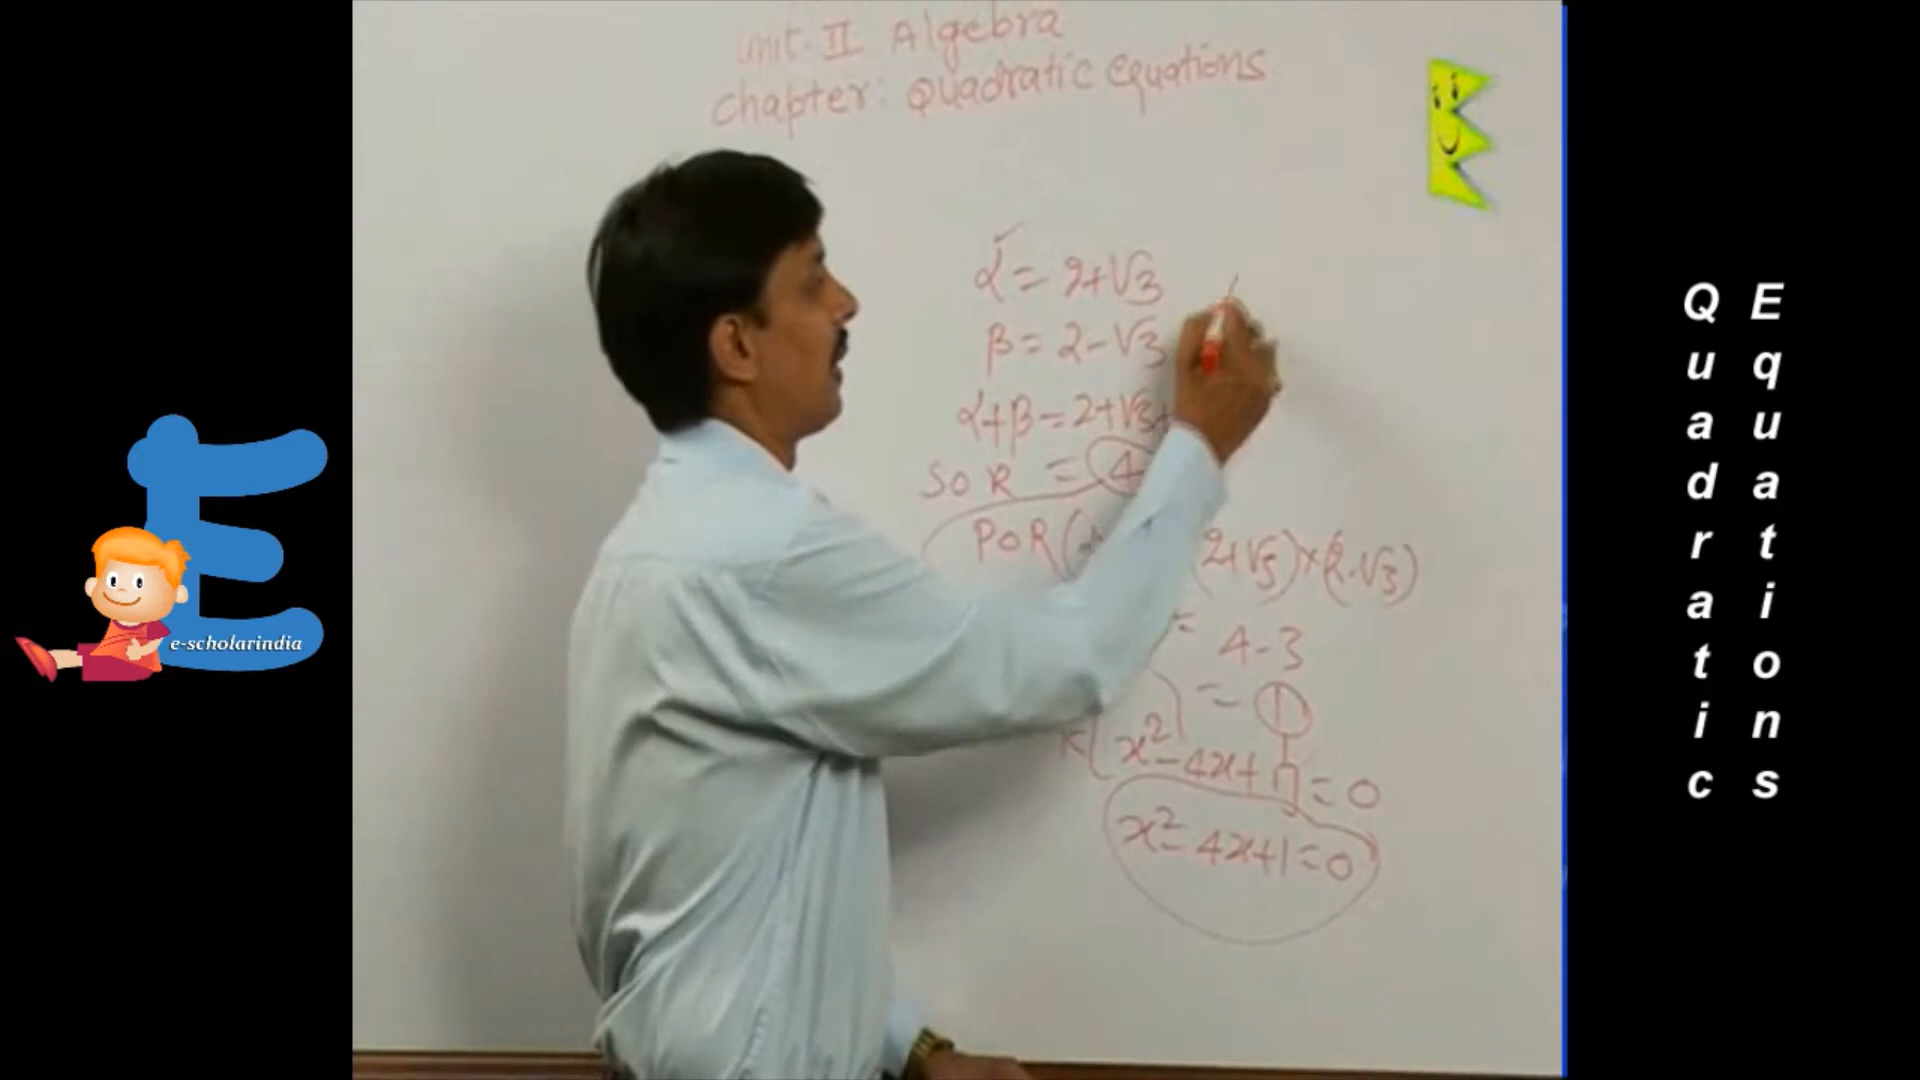 Unit-II Algebra
Chapter: Quadratic equations
α = 2+√3
β = 2-√3
α+β = 2+√3+
SOR = 4
POR (2+√3)×(2-√3)
= 4-3
= 1
K(x²-4x+1)=0
x²-4x+1=0
e-scholarindia
Quadratic
Equations